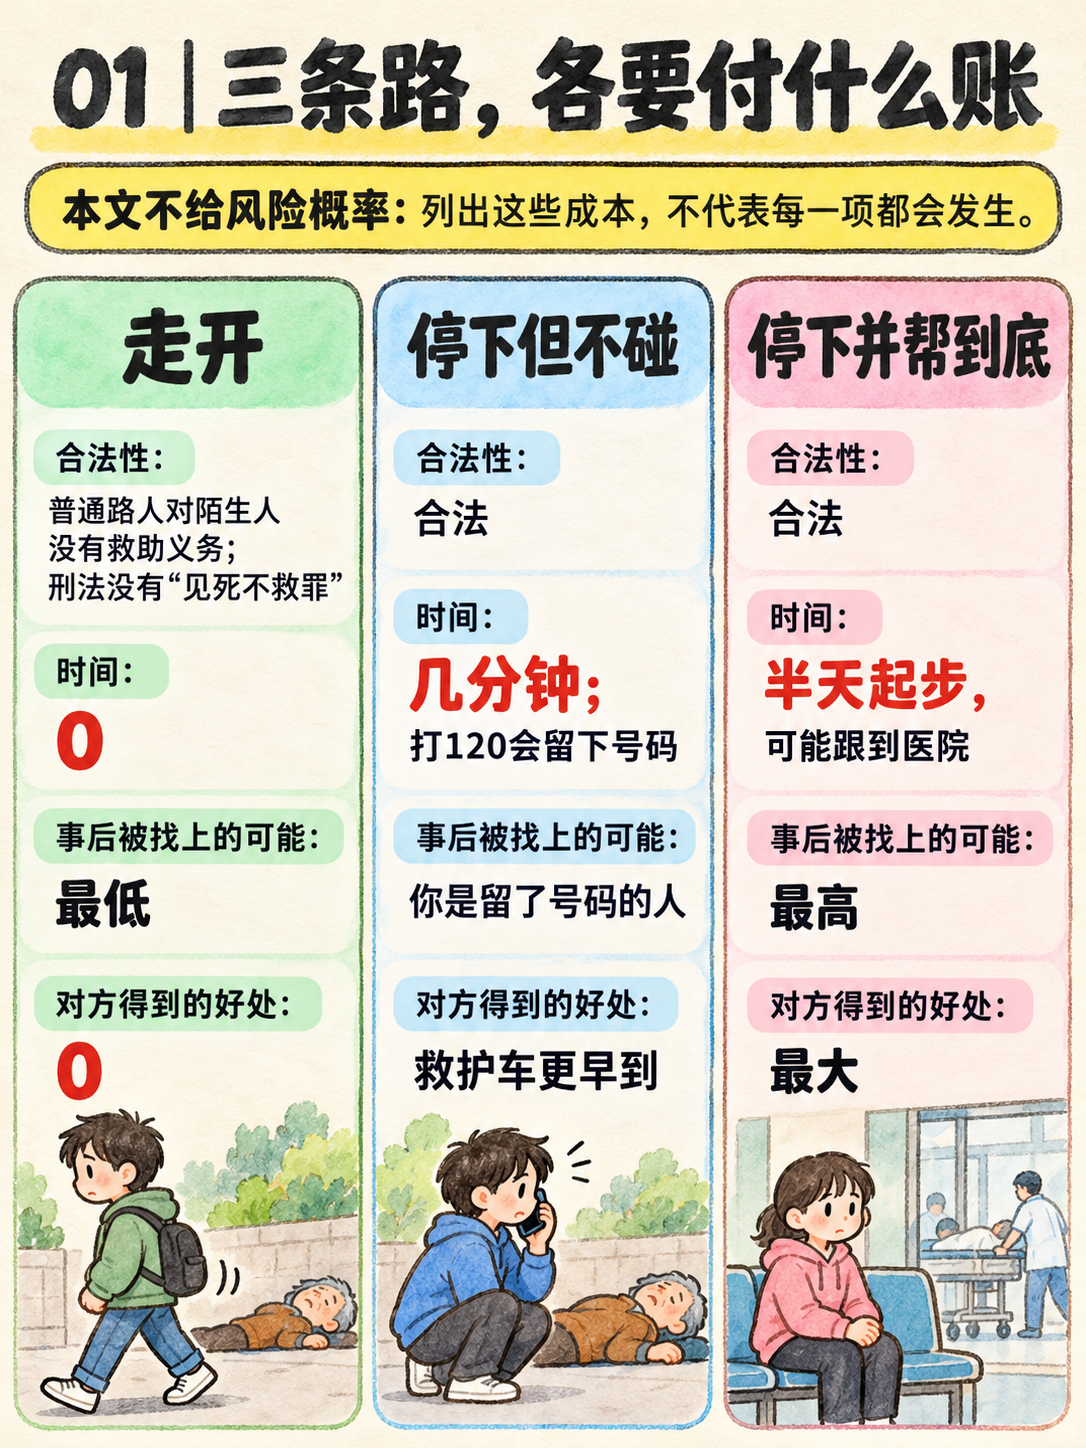 01｜三条路，各要付什么账
本文不给风险概率：列出这些成本，不代表每一项都会发生。
走开
合法性：
普通路人对陌生人
没有救助义务；
刑法没有“见死不救罪”
时间：
0
事后被找上的可能：
最低
对方得到的好处：
0
停下但不碰
合法性：
合法
时间：
几分钟；
打120会留下号码
事后被找上的可能：
你是留了号码的人
对方得到的好处：
救护车更早到
停下并帮到底
合法性：
合法
时间：
半天起步，
可能跟到医院
事后被找上的可能：
最高
对方得到的好处：
最大